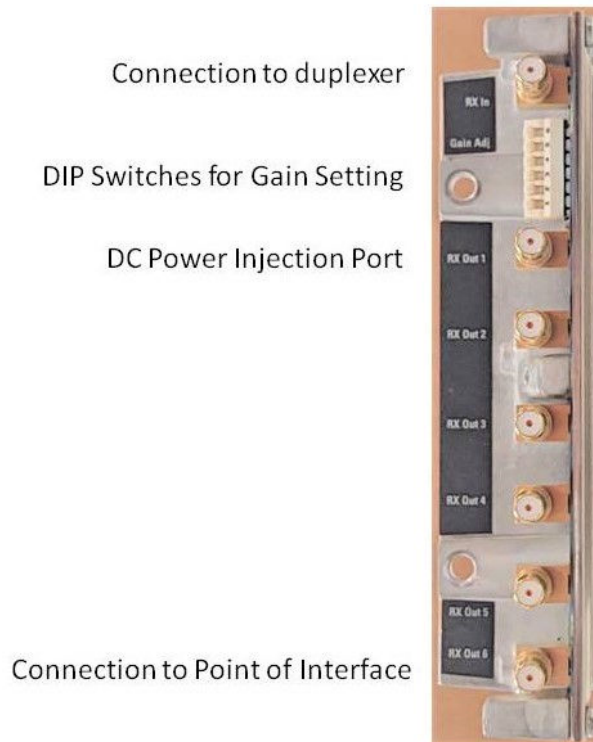 Connection to duplexer
RX In
Gain Adj
DIP Switches for Gain Setting
DC Power Injection Port
RX Out 1
RX Out 2
RX Out 3
RX Out 4
RX Out 5
RX Out 6
Connection to Point of Interface